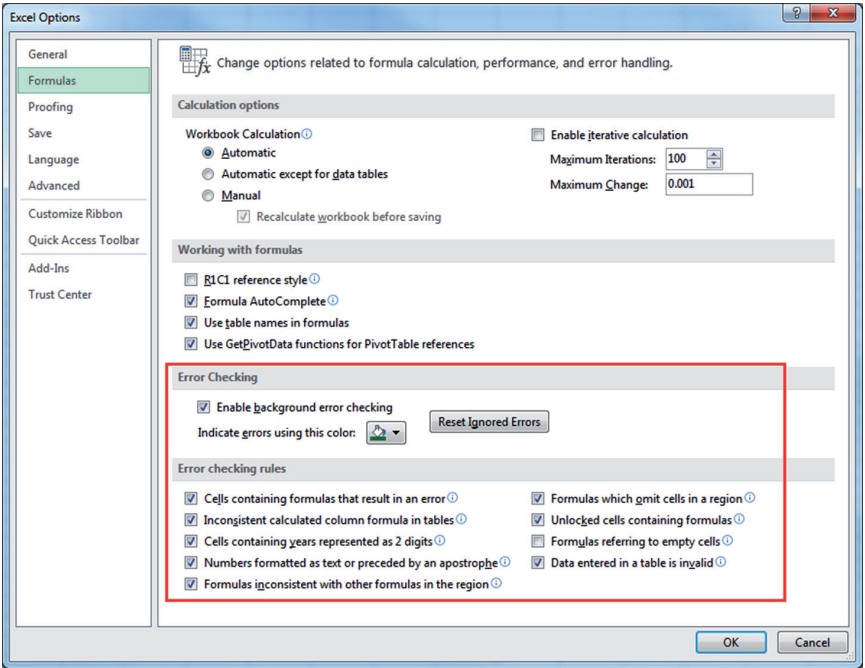 Excel Options
General
Formulas
Proofing
Save
Language
Advanced
Customize Ribbon
Quick Access Toolbar
Add-Ins
Trust Center
Change options related to formula calculation, performance, and error handling.
Calculation options
Workbook Calculation
Automatic
Automatic except for data tables
Manual
Recalculate workbook before saving
Enable iterative calculation
Maximum Iterations: 100
Maximum Change: 0.001
Working with formulas
R1C1 reference style
Formula AutoComplete
Use table names in formulas
Use GetPivotData functions for PivotTable references
Error Checking
Enable background error checking
Indicate errors using this color:
Reset Ignored Errors
Error checking rules
Cells containing formulas that result in an error
Inconsistent calculated column formula in tables
Cells containing years represented as 2 digits
Numbers formatted as text or preceded by an apostrophe
Formulas inconsistent with other formulas in the region
Formulas which omit cells in a region
Unlocked cells containing formulas
Formulas referring to empty cells
Data entered in a table is invalid
OK
Cancel